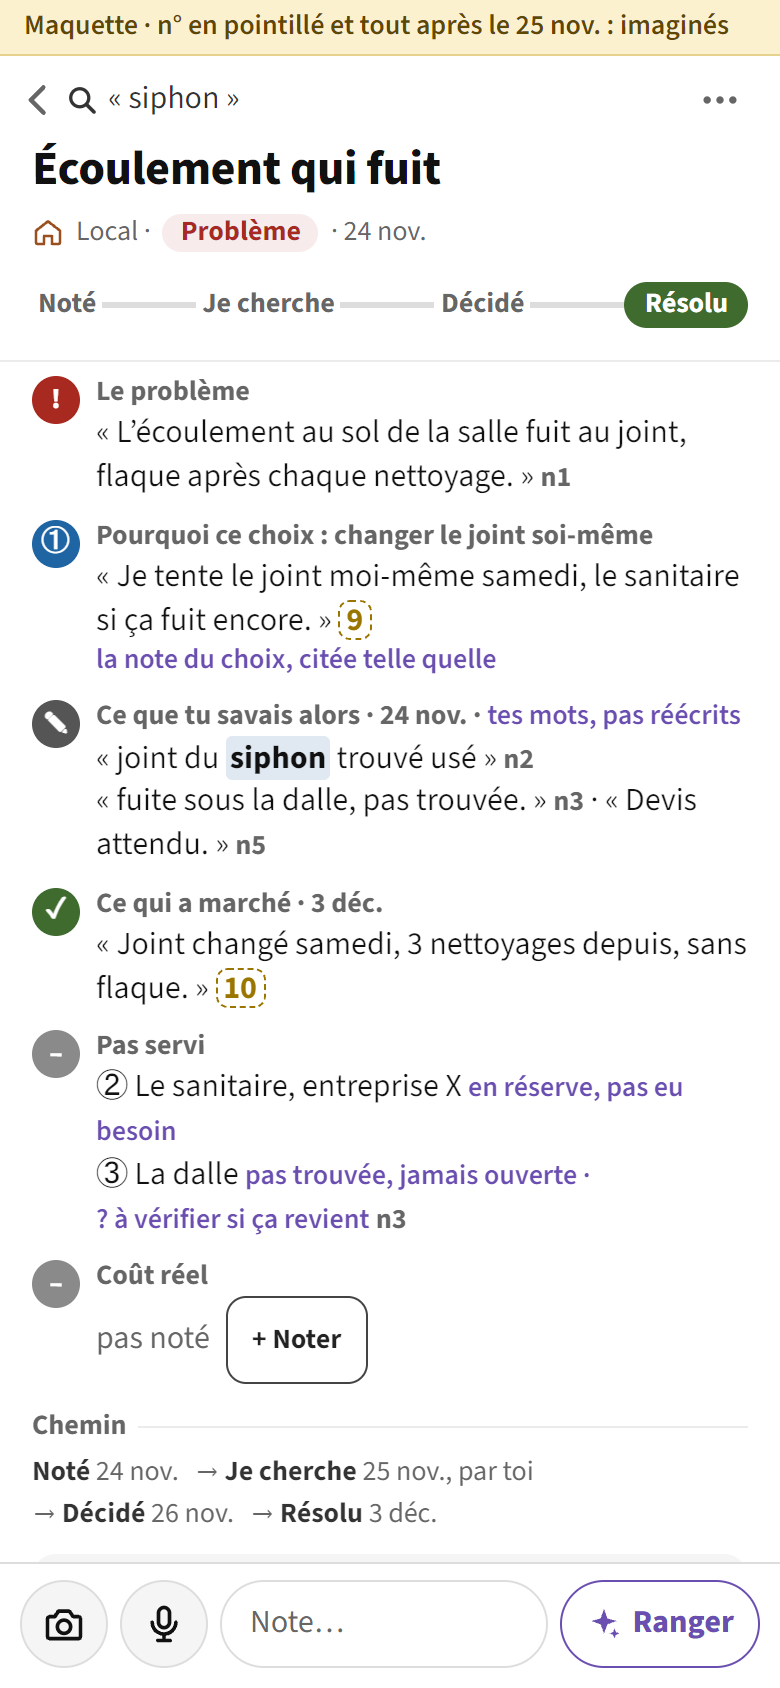 Maquette · n° en pointillé et tout après le 25 nov. : imaginés
« siphon »
Écoulement qui fuit
Local · Problème · 24 nov.
Noté Je cherche Décidé Résolu
! Le problème
« L’écoulement au sol de la salle fuit au joint,
flaque après chaque nettoyage. » n1
① Pourquoi ce choix : changer le joint soi-même
« Je tente le joint moi-même samedi, le sanitaire
si ça fuit encore. » 9
la note du choix, citée telle quelle
Ce que tu savais alors · 24 nov. · tes mots, pas réécrits
« joint du siphon trouvé usé » n2
« fuite sous la dalle, pas trouvée. » n3 · « Devis
attendu. » n5
✓ Ce qui a marché · 3 déc.
« Joint changé samedi, 3 nettoyages depuis, sans
flaque. » 10
– Pas servi
② Le sanitaire, entreprise X en réserve, pas eu
besoin
③ La dalle pas trouvée, jamais ouverte ·
? à vérifier si ça revient n3
– Coût réel
pas noté + Noter
Chemin
Noté 24 nov. → Je cherche 25 nov., par toi
→ Décidé 26 nov. → Résolu 3 déc.
Note… Ranger